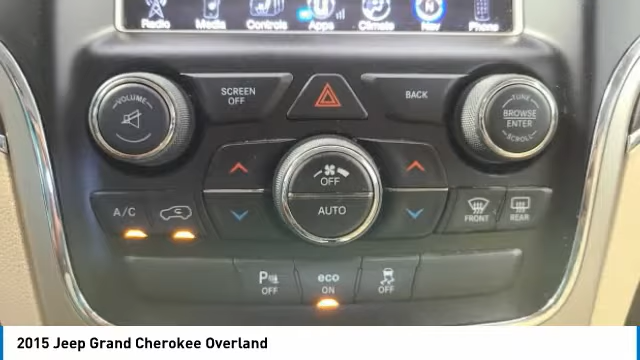 Radio Media Controls Apps Climate Nav Phone
VOLUME
SCREEN
OFF
BACK
TUNE
BROWSE
ENTER
SCROLL
OFF
AUTO
A/C
FRONT
REAR
P
OFF
eco
ON
OFF
2015 Jeep Grand Cherokee Overland